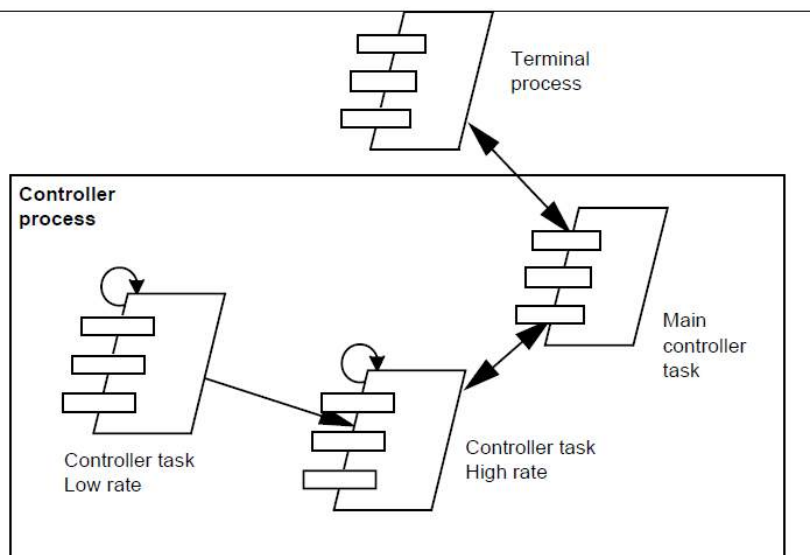 Terminal
process
Controller
process
Main
controller
task
Controller task
Low rate
Controller task
High rate